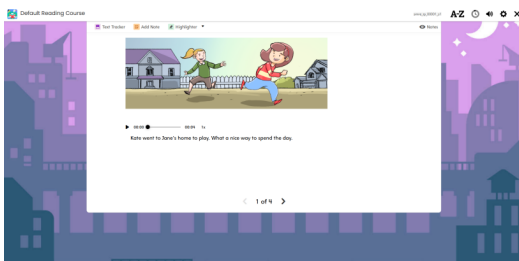 Default Reading Course
A-Z
Text Tracker Add Note Highlighter Notes
00:00 00:04 1x
Kate went to Jane's home to play. What a nice way to spend the day.
1 of 4